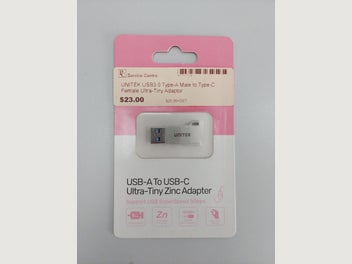 Service Centre
UNITEK USB3.0 Type-A Male to Type-C
Female Ultra-Tiny Adaptor
$23.00
UNITEK
USB-A To USB-C
Ultra-Tiny Zinc Adapter
Support USB SuperSpeed 5Gbps
Zn